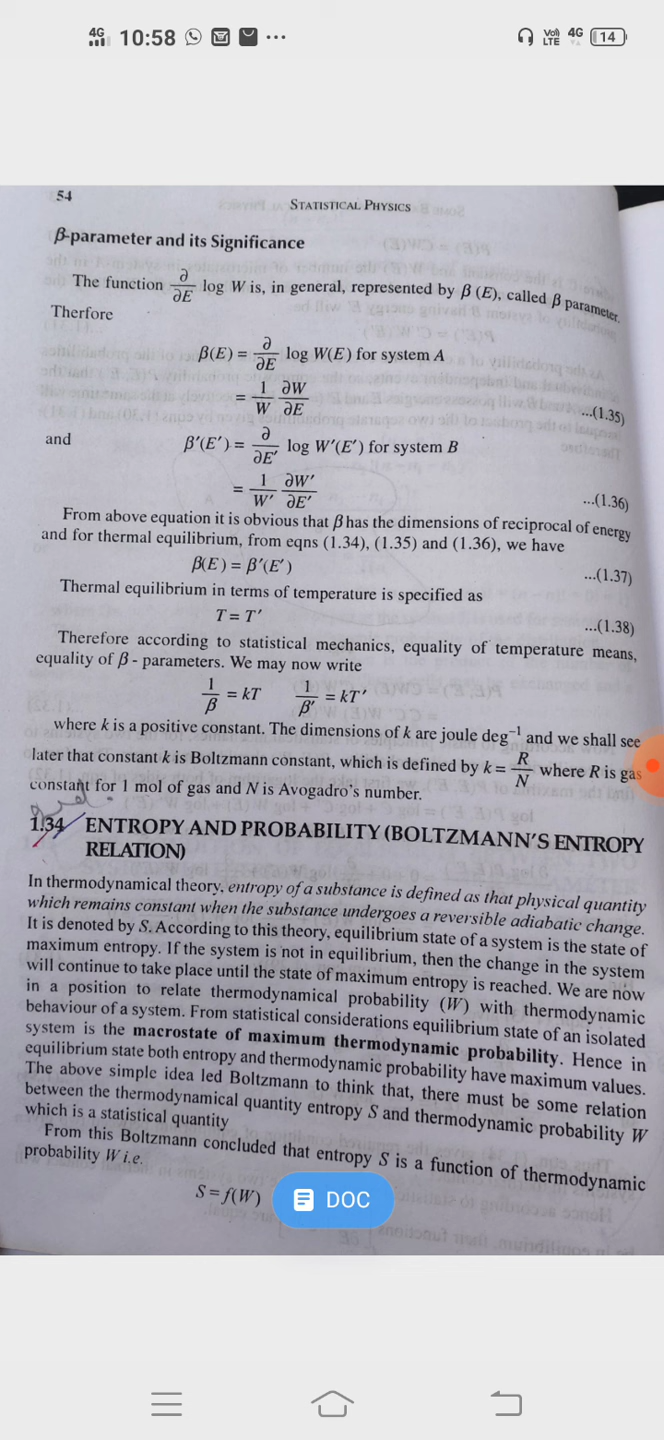 4G 10:58 ... Vo) LTE 4G 14
54
STATISTICAL PHYSICS
β-parameter and its Significance
The function ∂/∂E log W is, in general, represented by β (E), called β parameter.
Therfore
β(E) = ∂/∂E log W(E) for system A
= 1/W ∂W/∂E ...(1.35)
and β′(E′) = ∂/∂E′ log W′(E′) for system B
= 1/W′ ∂W′/∂E′ ...(1.36)
From above equation it is obvious that β has the dimensions of reciprocal of energy
and for thermal equilibrium, from eqns (1.34), (1.35) and (1.36), we have
β(E) = β′(E′) ...(1.37)
Thermal equilibrium in terms of temperature is specified as
T = T′ ...(1.38)
Therefore according to statistical mechanics, equality of temperature means,
equality of β - parameters. We may now write
1/β = kT 1/β′ = kT′
where k is a positive constant. The dimensions of k are joule deg⁻¹ and we shall see
later that constant k is Boltzmann constant, which is defined by k = R/N where R is gas
constant for 1 mol of gas and N is Avogadro's number.
1.34 ENTROPY AND PROBABILITY (BOLTZMANN'S ENTROPY
RELATION)
In thermodynamical theory, entropy of a substance is defined as that physical quantity
which remains constant when the substance undergoes a reversible adiabatic change.
It is denoted by S. According to this theory, equilibrium state of a system is the state of
maximum entropy. If the system is not in equilibrium, then the change in the system
will continue to take place until the state of maximum entropy is reached. We are now
in a position to relate thermodynamical probability (W) with thermodynamic
behaviour of a system. From statistical considerations equilibrium state of an isolated
system is the macrostate of maximum thermodynamic probability. Hence in
equilibrium state both entropy and thermodynamic probability have maximum values.
The above simple idea led Boltzmann to think that, there must be some relation
between the thermodynamical quantity entropy S and thermodynamic probability W
which is a statistical quantity
From this Boltzmann concluded that entropy S is a function of thermodynamic
probability W i.e.
S = f(W)
DOC